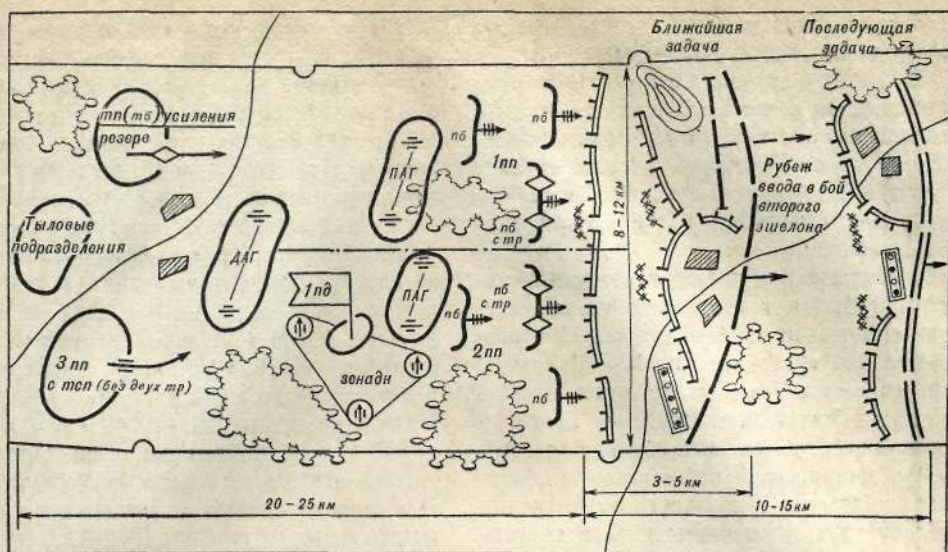 Ближайшая
задача
Последующая
задача
тп(тб) усиления
резерв
пб
пб
1пп
ПАГ
Рубеж
ввода в бой
второго
эшелона
8–12 км
пб
с тр
Тыловые
подразделения
ДАГ
1 пд
ПАГ
пб
с тр
пб
3 пп
с тсп (без двух тр)
зенадн
2пп
пб
3–5 км
20–25 км
10–15 км